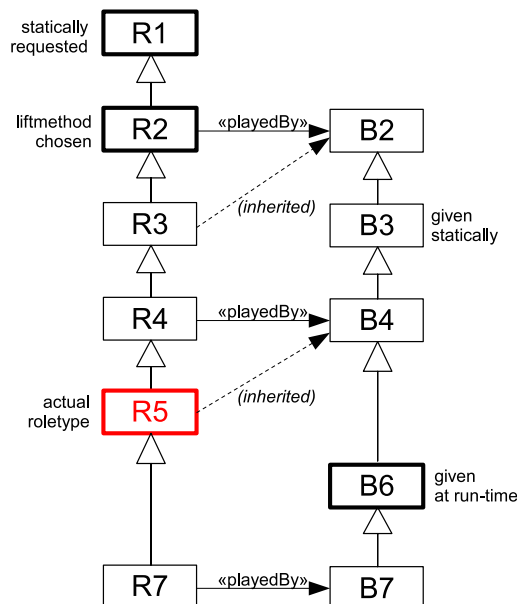 statically
requested
R1
liftmethod
chosen
R2
«playedBy»
B2
R3
(inherited)
B3
given
statically
R4
«playedBy»
B4
actual
roletype
R5
(inherited)
B6
given
at run-time
R7
«playedBy»
B7